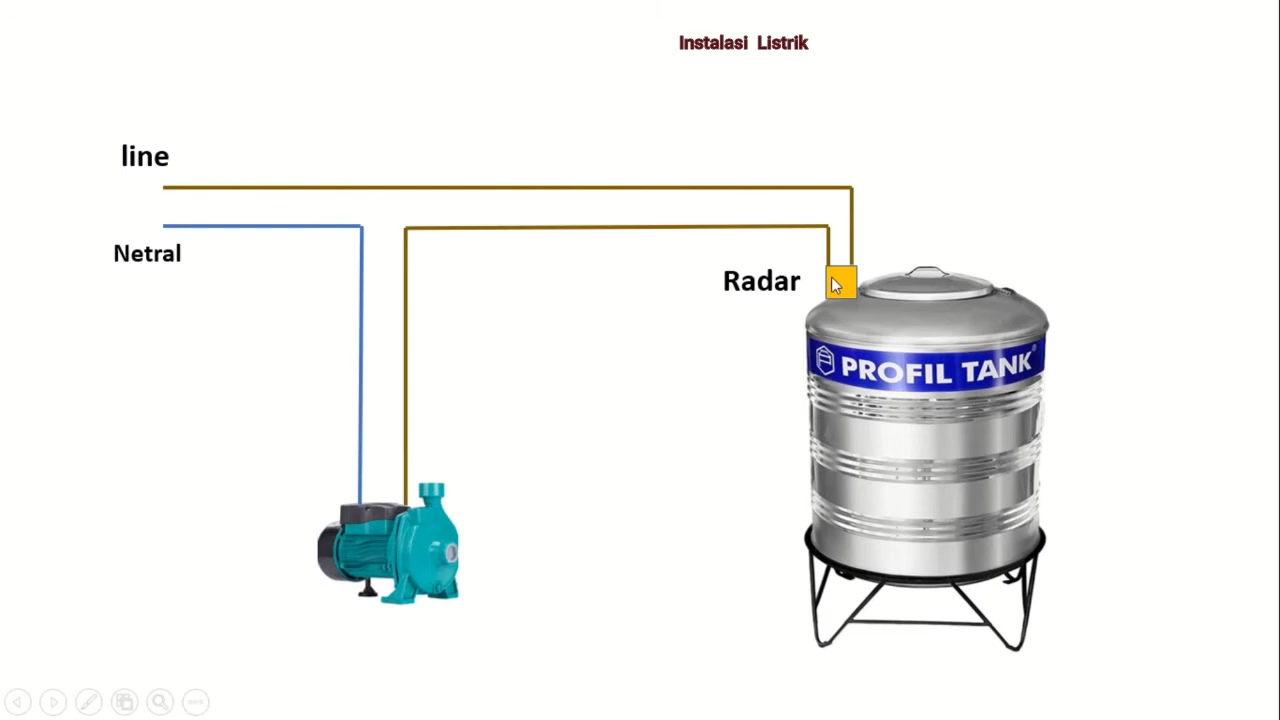 Instalasi Listrik
line
Netral
Radar
PROFIL TANK